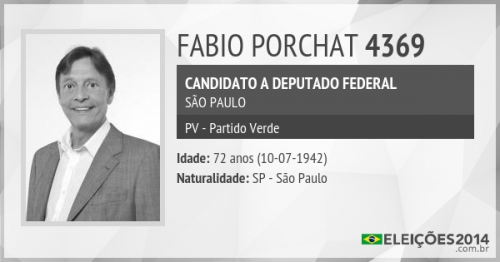 FABIO PORCHAT 4369
CANDIDATO A DEPUTADO FEDERAL
SÃO PAULO
PV - Partido Verde
Idade: 72 anos (10-07-1942)
Naturalidade: SP - São Paulo
ELEIÇÕES2014
.com.br